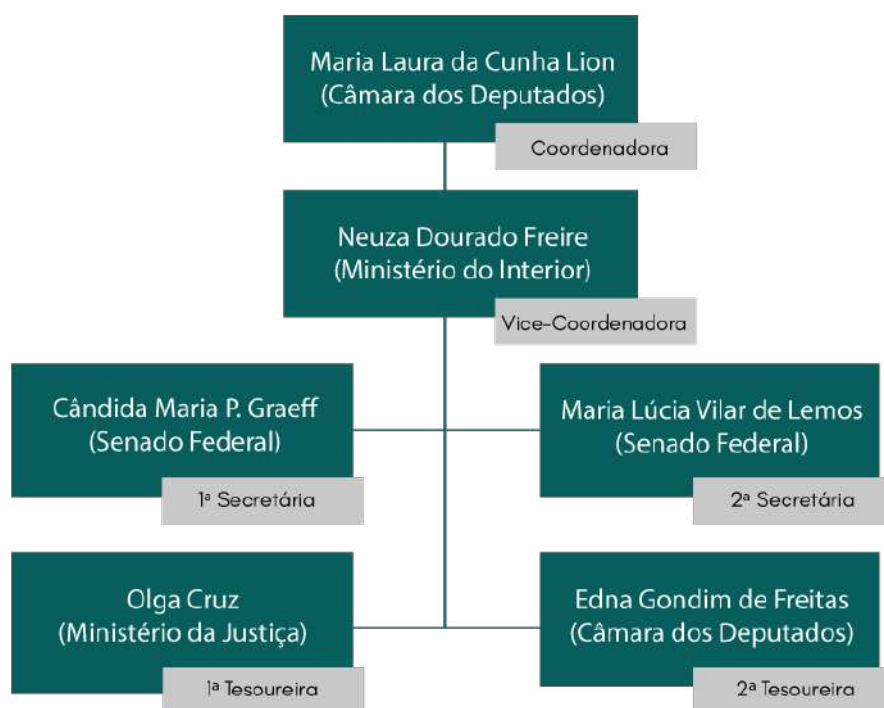 Maria Laura da Cunha Lion
(Câmara dos Deputados)
Coordenadora
Neuza Dourado Freire
(Ministério do Interior)
Vice-Coordenadora
Cândida Maria P. Graeff
(Senado Federal)
1ª Secretária
Maria Lúcia Vilar de Lemos
(Senado Federal)
2ª Secretária
Olga Cruz
(Ministério da Justiça)
1ª Tesoureira
Edna Gondim de Freitas
(Câmara dos Deputados)
2ª Tesoureira